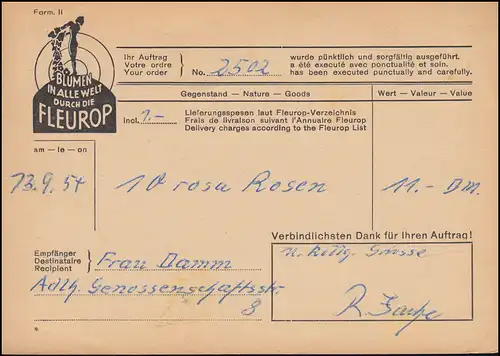 Form. II
BLUMEN
IN ALLE WELT
DURCH DIE
FLEUROP
Ihr Auftrag
Votre ordre
Your order
No. 2502
wurde pünktlich und sorgfältig ausgeführt.
a été exécuté avec ponctualité et soin.
has been executed punctually and carefully.
Gegenstand – Nature – Goods
Wert – Valeur – Value
incl. 1.-
Lieferungsspesen laut Fleurop-Verzeichnis
Frais de livraison suivant l'Annuaire Fleurop
Delivery charges according to the Fleurop List
am – le – on
13.9.54
10 rosa Rosen
11.- Dm.
Verbindlichsten Dank für Ihren Auftrag!
Empfänger
Destinataire
Recipient
Frau Damm
Adlh. Genossenschaftsstr.
8
Grüsse
R.